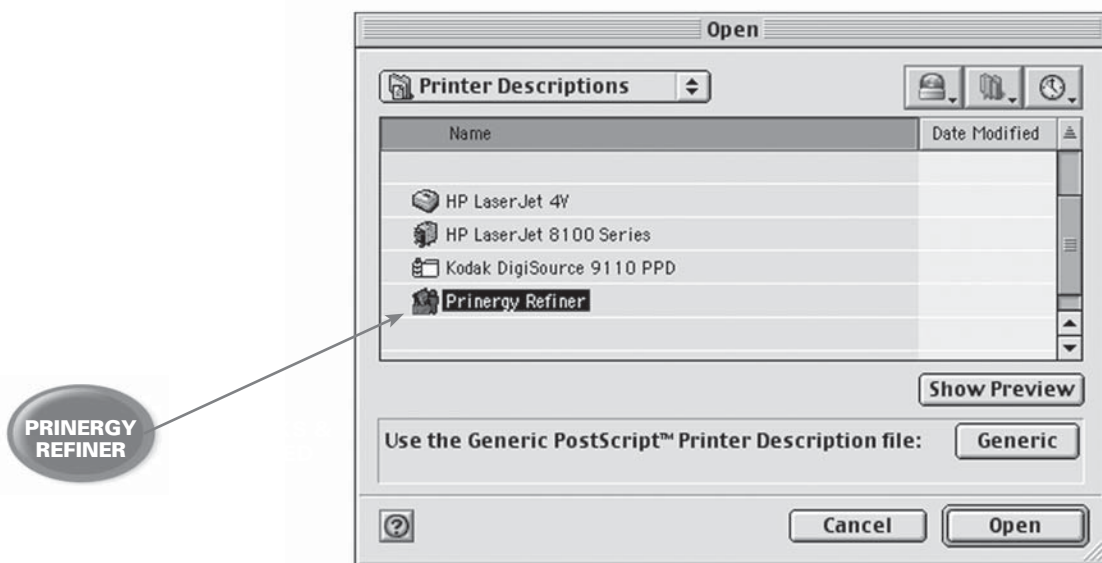 Open
Printer Descriptions
Name
Date Modified
HP LaserJet 4V
HP LaserJet 8100 Series
Kodak DigiSource 9110 PPD
Prinergy Refiner
PRINERGY
REFINER
Show Preview
Use the Generic PostScript™ Printer Description file:
Generic
Cancel
Open